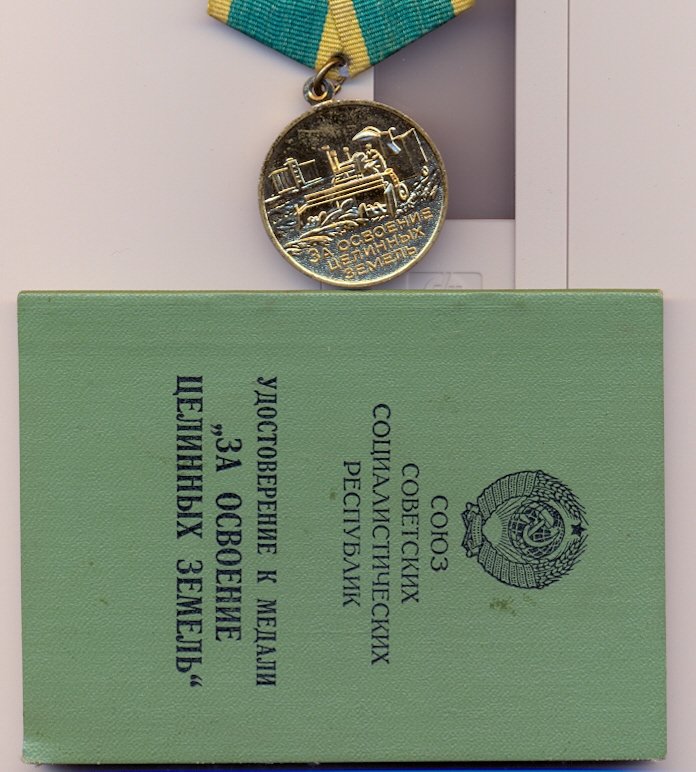 ЗА ОСВОЕНИЕ
ЦЕЛИННЫХ
ЗЕМЕЛЬ
СОЮЗ
СОВЕТСКИХ
СОЦИАЛИСТИЧЕСКИХ
РЕСПУБЛИК
УДОСТОВЕРЕНИЕ К МЕДАЛИ
„ЗА ОСВОЕНИЕ
ЦЕЛИННЫХ ЗЕМЕЛЬ“